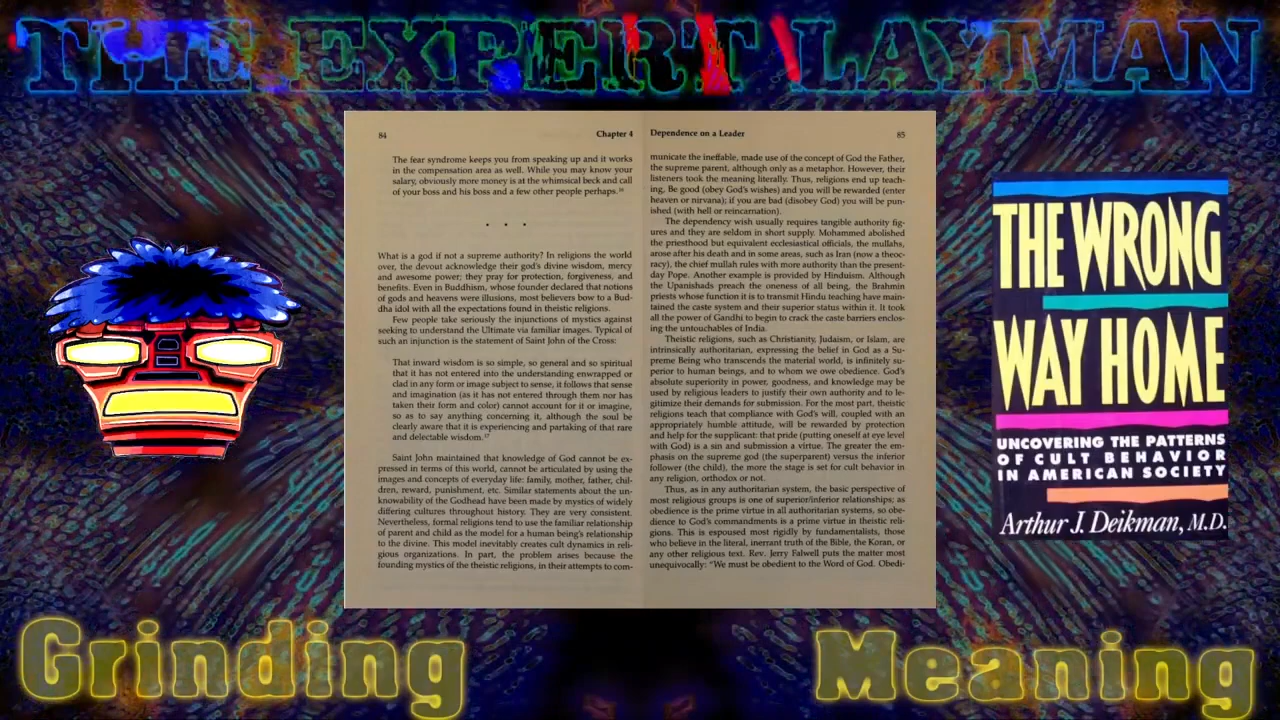 THE EXPERT LAYMAN
84 Chapter 4
The fear syndrome keeps you from speaking up and it works
in the compensation area as well. While you may know your
salary, obviously more money is at the whimsical beck and call
of your boss and his boss and a few other people perhaps.¹⁶
• • •
What is a god if not a supreme authority? In religions the world
over, the devout acknowledge their god's divine wisdom, mercy
and awesome power; they pray for protection, forgiveness, and
benefits. Even in Buddhism, whose founder declared that notions
of gods and heavens were illusions, most believers bow to a Bud-
dha idol with all the expectations found in theistic religions.
Few people take seriously the injunctions of mystics against
seeking to understand the Ultimate via familiar images. Typical of
such an injunction is the statement of Saint John of the Cross:
That inward wisdom is so simple, so general and so spiritual
that it has not entered into the understanding enwrapped or
clad in any form or image subject to sense, it follows that sense
and imagination (as it has not entered through them nor has
taken their form and color) cannot account for it or imagine,
so as to say anything concerning it, although the soul be
clearly aware that it is experiencing and partaking of that rare
and delectable wisdom.¹⁷
Saint John maintained that knowledge of God cannot be ex-
pressed in terms of this world, cannot be articulated by using the
images and concepts of everyday life: family, mother, father, chil-
dren, reward, punishment, etc. Similar statements about the un-
knowability of the Godhead have been made by mystics of widely
differing cultures throughout history. They are very consistent.
Nevertheless, formal religions tend to use the familiar relationship
of parent and child as the model for a human being's relationship
to the divine. This model inevitably creates cult dynamics in reli-
gious organizations. In part, the problem arises because the
founding mystics of the theistic religions, in their attempts to com-
Dependence on a Leader 85
municate the ineffable, made use of the concept of God the Father,
the supreme parent, although only as a metaphor. However, their
listeners took the meaning literally. Thus, religions end up teach-
ing, Be good (obey God's wishes) and you will be rewarded (enter
heaven or nirvana); if you are bad (disobey God) you will be pun-
ished (with hell or reincarnation).
The dependency wish usually requires tangible authority fig-
ures and they are seldom in short supply. Mohammed abolished
the priesthood but equivalent ecclesiastical officials, the mullahs,
arose after his death and in some areas, such as Iran (now a theoc-
racy), the chief mullah rules with more authority than the present-
day Pope. Another example is provided by Hinduism. Although
the Upanishads preach the oneness of all being, the Brahmin
priests whose function it is to transmit Hindu teaching have main-
tained the caste system and their superior status within it. It took
all the power of Gandhi to begin to crack the caste barriers enclos-
ing the untouchables of India.
Theistic religions, such as Christianity, Judaism, or Islam, are
intrinsically authoritarian, expressing the belief in God as a Su-
preme Being who transcends the material world, is infinitely su-
perior to human beings, and to whom we owe obedience. God's
absolute superiority in power, goodness, and knowledge may be
used by religious leaders to justify their own authority and to le-
gitimize their demands for submission. For the most part, theistic
religions teach that compliance with God's will, coupled with an
appropriately humble attitude, will be rewarded by protection
and help for the supplicant: that pride (putting oneself at eye level
with God) is a sin and submission a virtue. The greater the em-
phasis on the supreme god (the superparent) versus the inferior
follower (the child), the more the stage is set for cult behavior in
any religion, orthodox or not.
Thus, as in any authoritarian system, the basic perspective of
most religious groups is one of superior/inferior relationships; as
obedience is the prime virtue in all authoritarian systems, so obe-
dience to God's commandments is a prime virtue in theistic reli-
gions. This is espoused most rigidly by fundamentalists, those
who believe in the literal, inerrant truth of the Bible, the Koran, or
any other religious text. Rev. Jerry Falwell puts the matter most
unequivocally: "We must be obedient to the Word of God. Obedi-
THE WRONG
WAY HOME
UNCOVERING THE PATTERNS
OF CULT BEHAVIOR
IN AMERICAN SOCIETY
Arthur J. Deikman, M.D.
Grinding Meaning